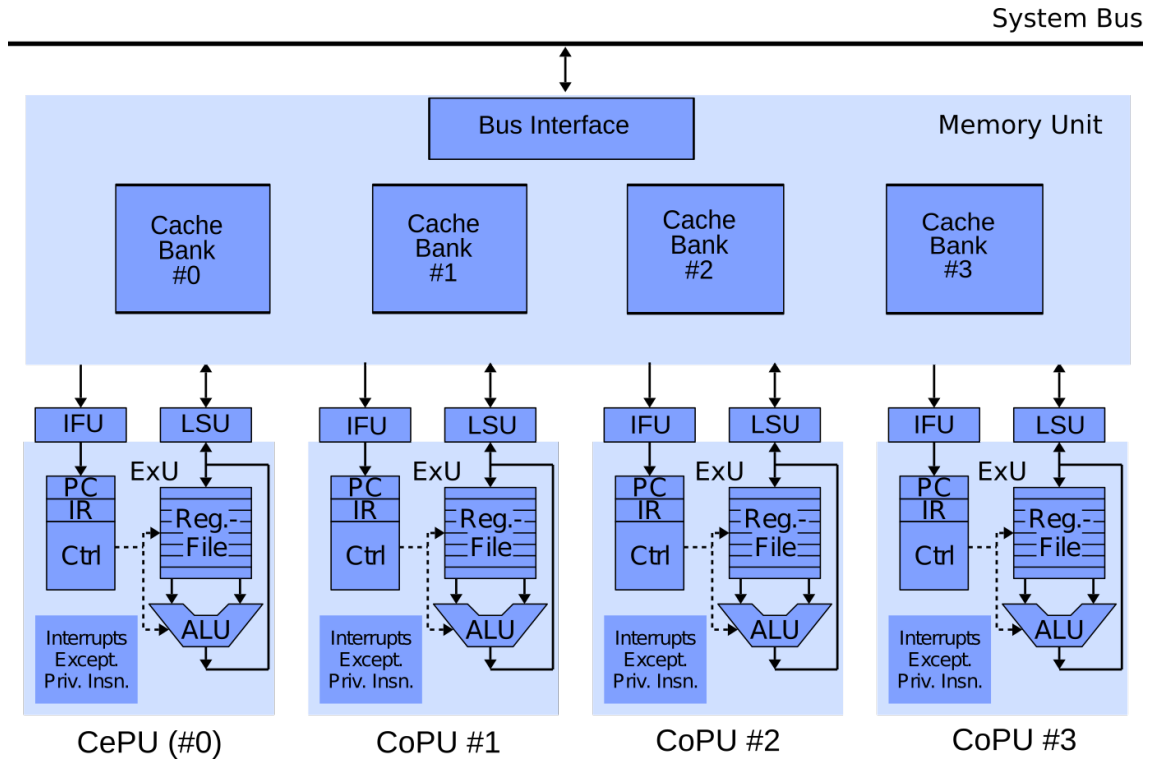 System Bus
Bus Interface
Memory Unit
Cache
Bank
#0
Cache
Bank
#1
Cache
Bank
#2
Cache
Bank
#3
IFU
LSU
IFU
LSU
IFU
LSU
IFU
LSU
ExU
PC
IR
Ctrl
Reg.-
File
ALU
Interrupts
Except.
Priv. Insn.
ExU
PC
IR
Ctrl
Reg.-
File
ALU
Interrupts
Except.
Priv. Insn.
ExU
PC
IR
Ctrl
Reg.-
File
ALU
Interrupts
Except.
Priv. Insn.
ExU
PC
IR
Ctrl
Reg.-
File
ALU
Interrupts
Except.
Priv. Insn.
CePU (#0)
CoPU #1
CoPU #2
CoPU #3